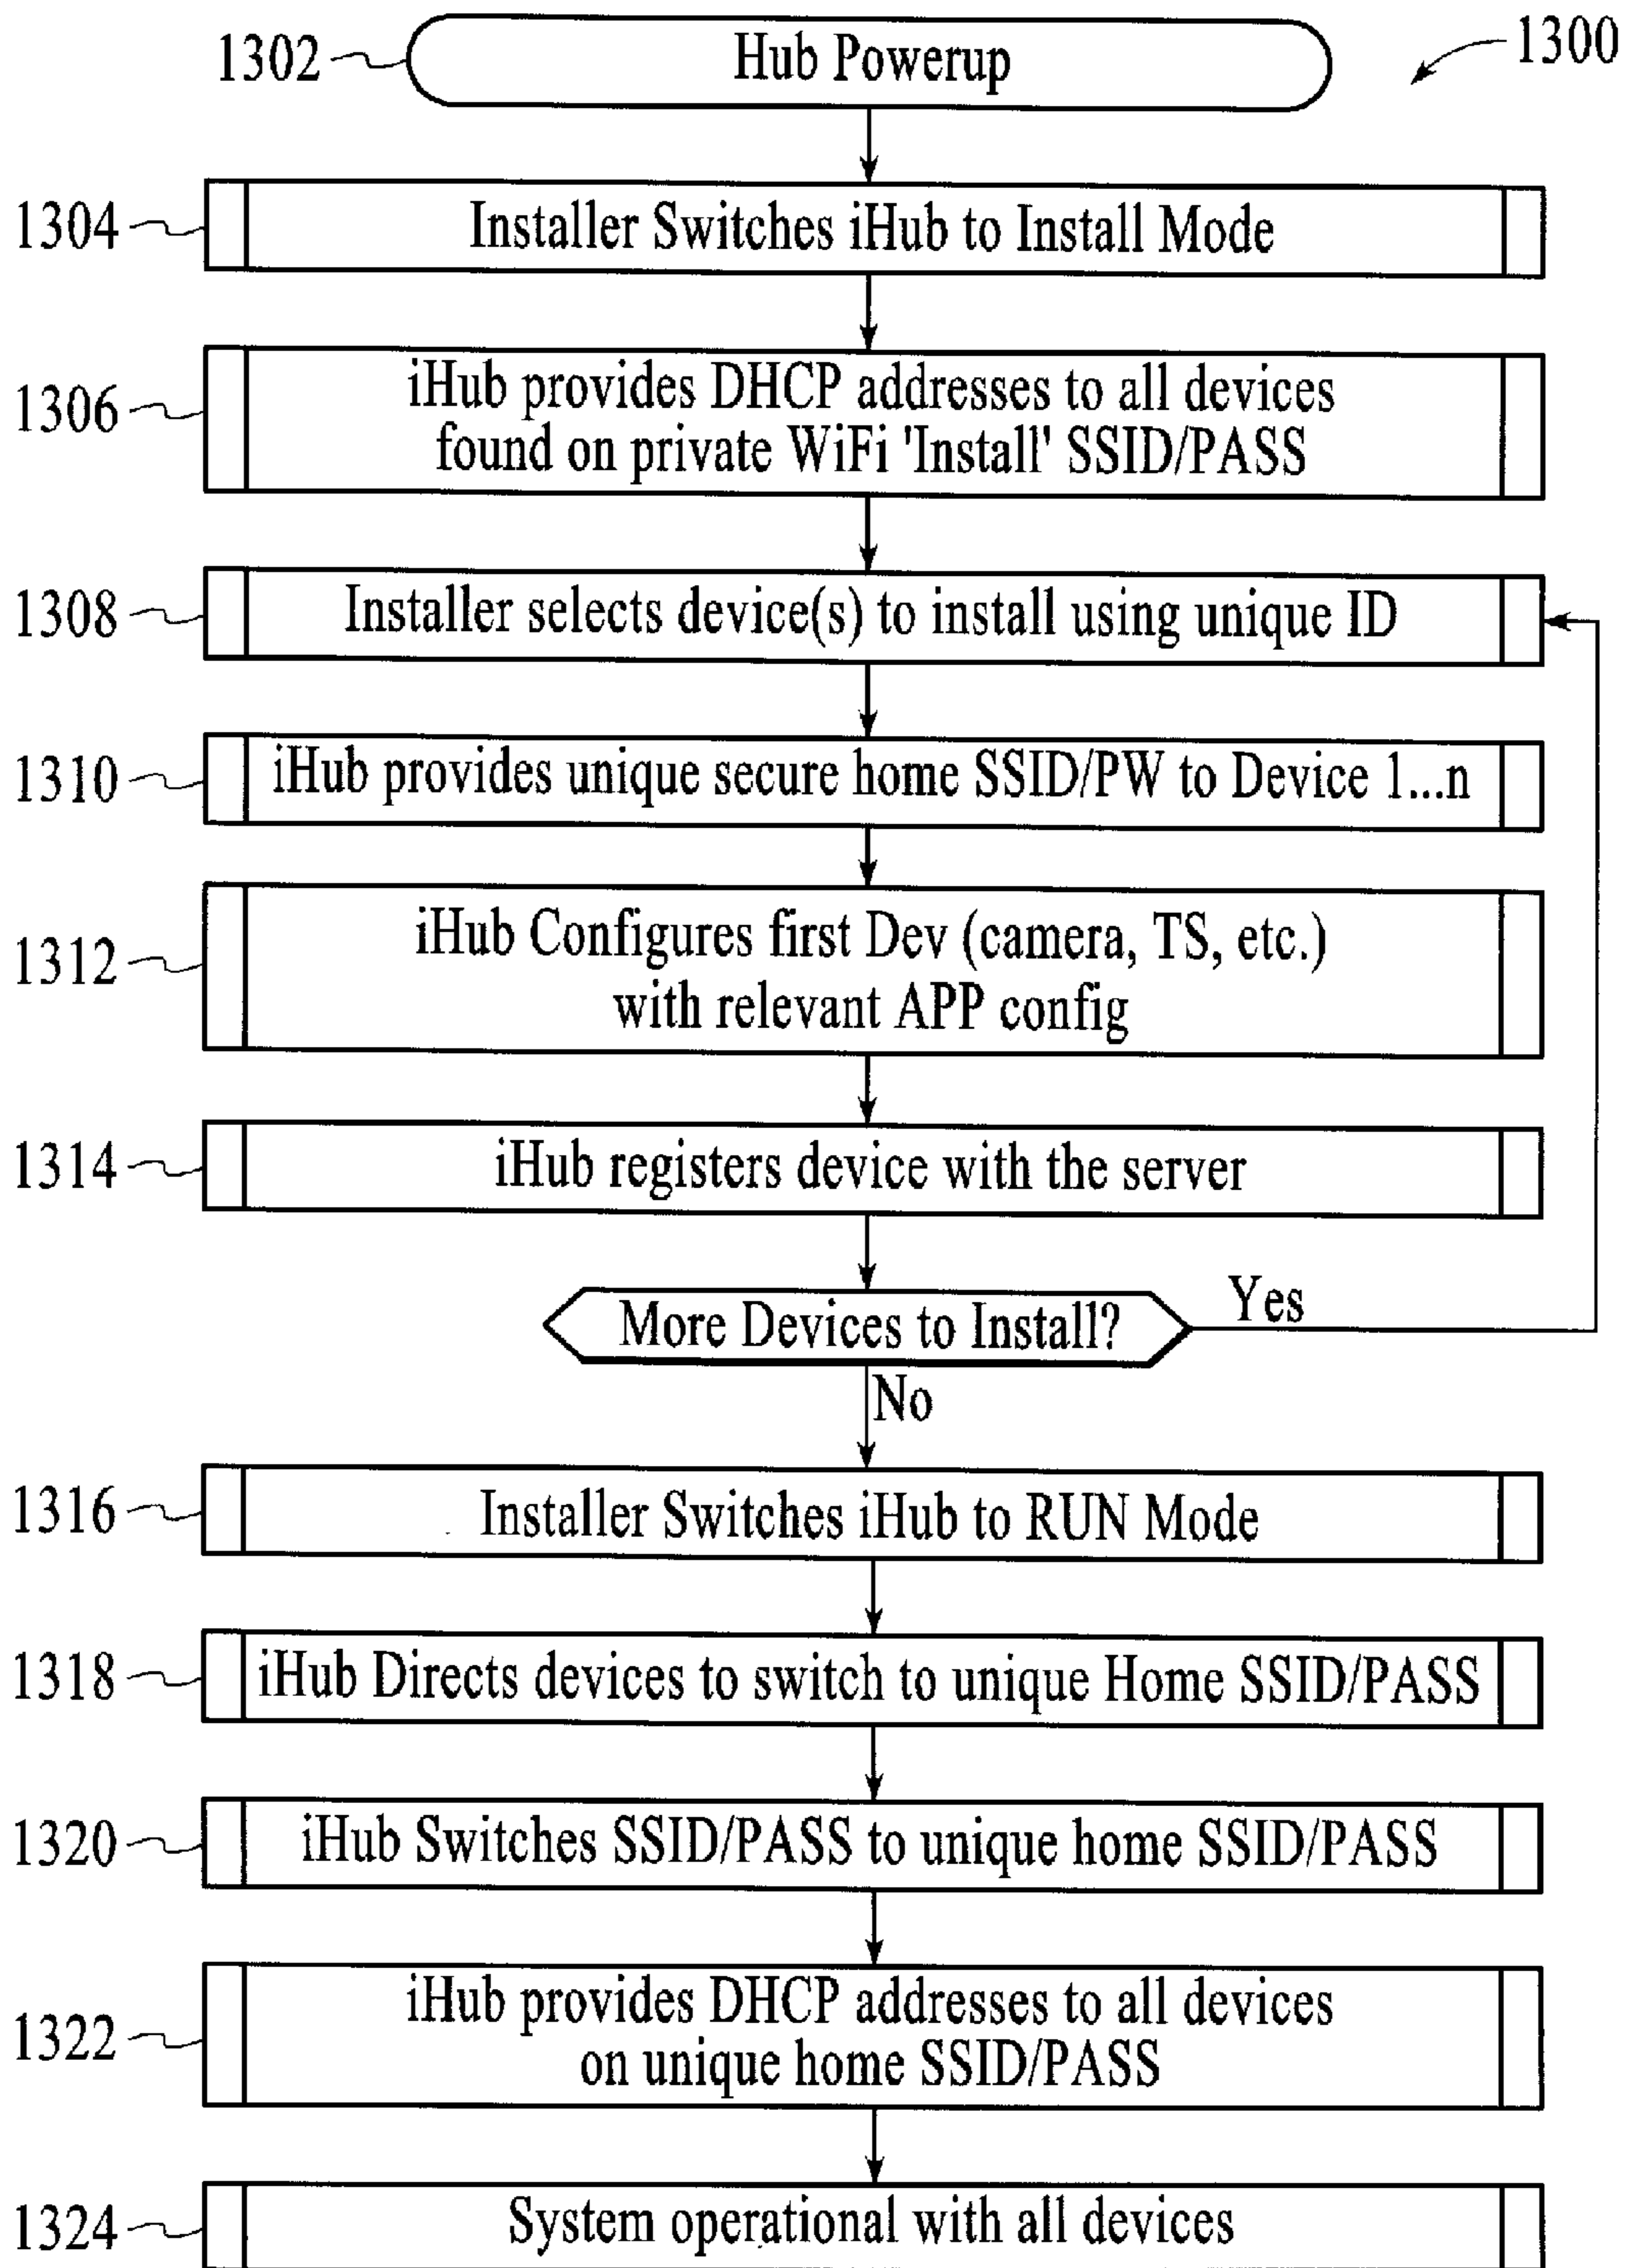 1302
Hub Powerup
1300
1304
Installer Switches iHub to Install Mode
1306
iHub provides DHCP addresses to all devices
found on private WiFi 'Install' SSID/PASS
1308
Installer selects device(s) to install using unique ID
1310
iHub provides unique secure home SSID/PW to Device 1...n
1312
iHub Configures first Dev (camera, TS, etc.)
with relevant APP config
1314
iHub registers device with the server
More Devices to Install?
Yes
No
1316
Installer Switches iHub to RUN Mode
1318
iHub Directs devices to switch to unique Home SSID/PASS
1320
iHub Switches SSID/PASS to unique home SSID/PASS
1322
iHub provides DHCP addresses to all devices
on unique home SSID/PASS
1324
System operational with all devices